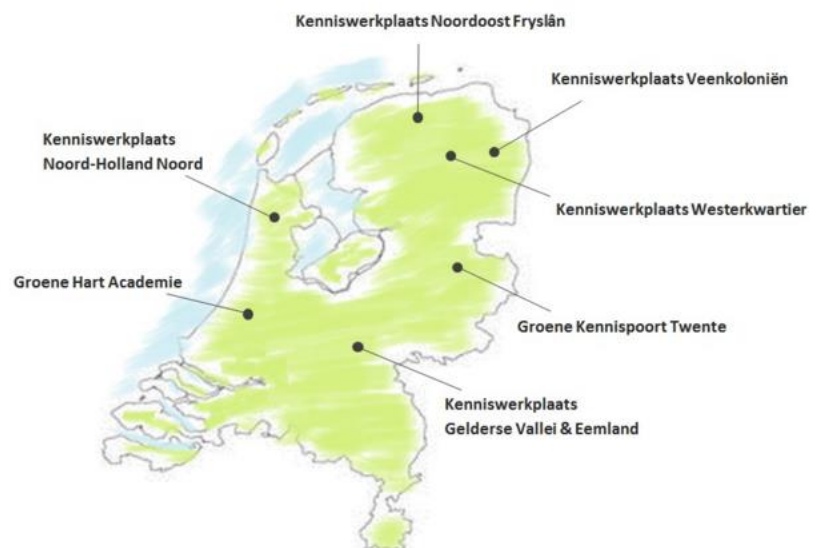 Kenniswerkplaats Noordoost Fryslân
Kenniswerkplaats Veenkoloniën
Kenniswerkplaats
Noord-Holland Noord
Kenniswerkplaats Westerkwartier
Groene Hart Academie
Groene Kennispoort Twente
Kenniswerkplaats
Gelderse Vallei & Eemland